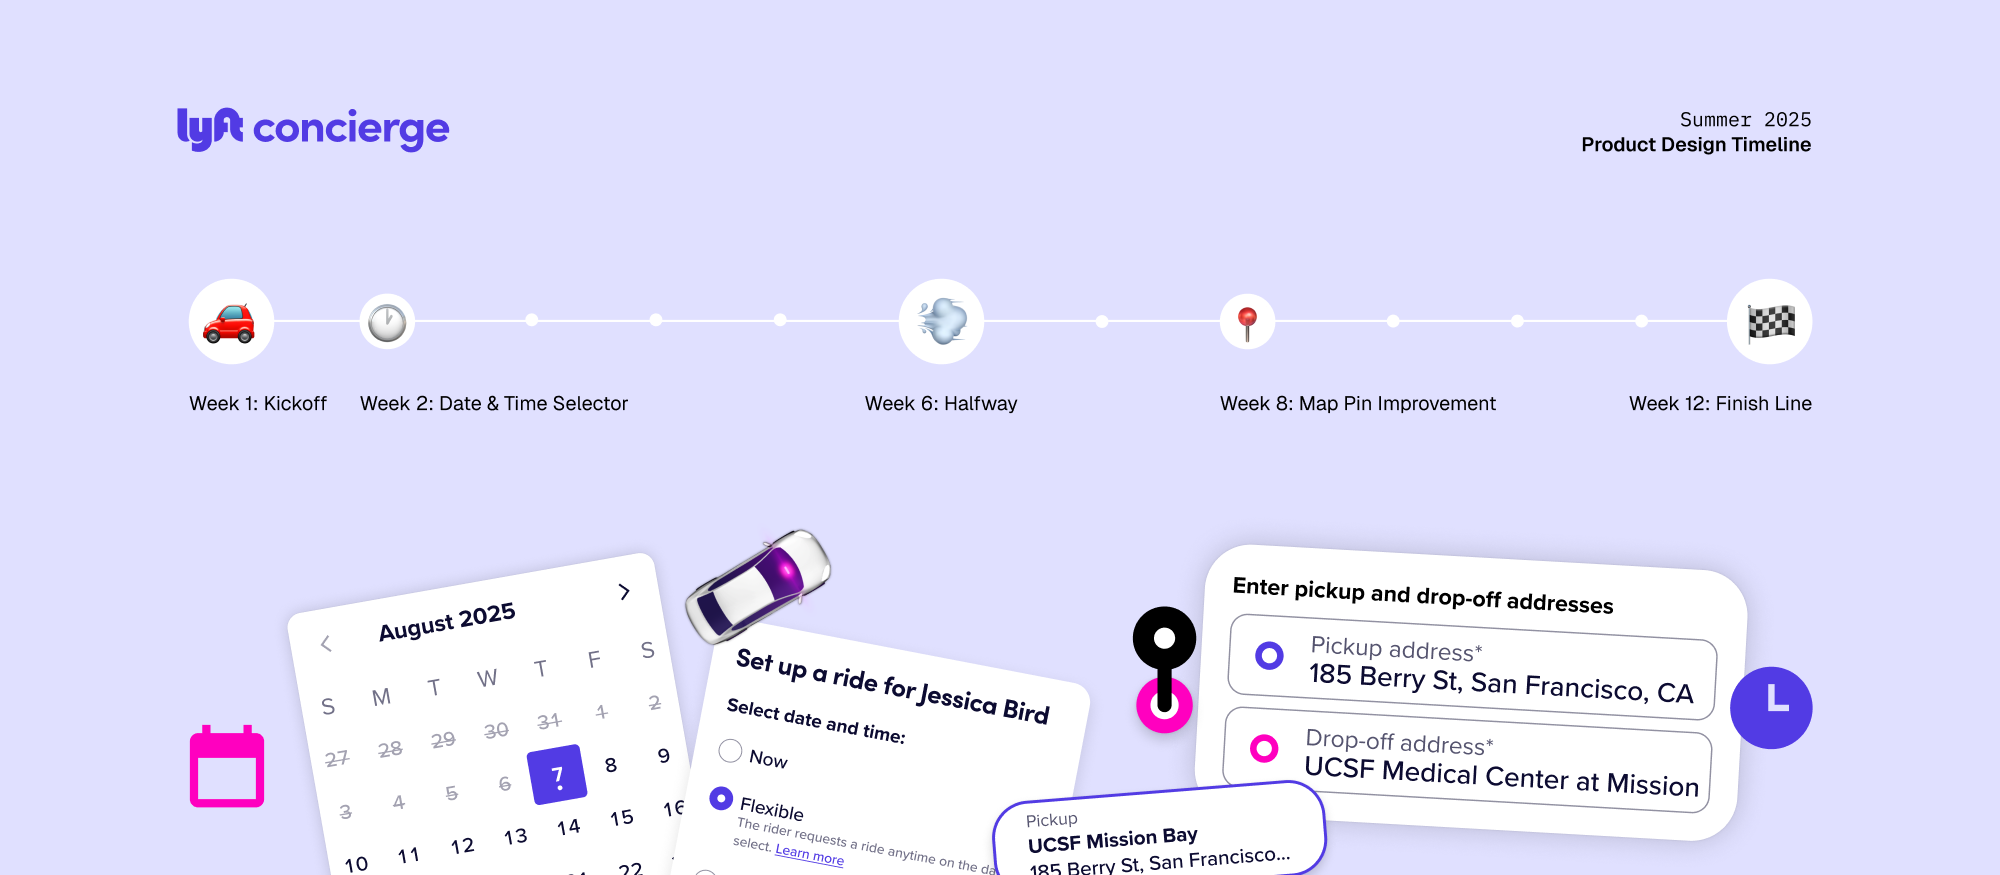 lyft concierge
Summer 2025
Product Design Timeline
Week 1: Kickoff
Week 2: Date & Time Selector
Week 6: Halfway
Week 8: Map Pin Improvement
Week 12: Finish Line
August 2025
S M T W T F S
27 28 29 30 31 1 2
3 4 5 6 7 8 9
10 11 12 13 14 15 16
22
Set up a ride for Jessica Bird
Select date and time:
Now
Flexible
The rider requests a ride anytime on the
select. Learn more
Enter pickup and drop-off addresses
Pickup address*
185 Berry St, San Francisco, CA
Drop-off address*
UCSF Medical Center at Mission
Pickup
UCSF Mission Bay
185 Berry St, San Francisco...